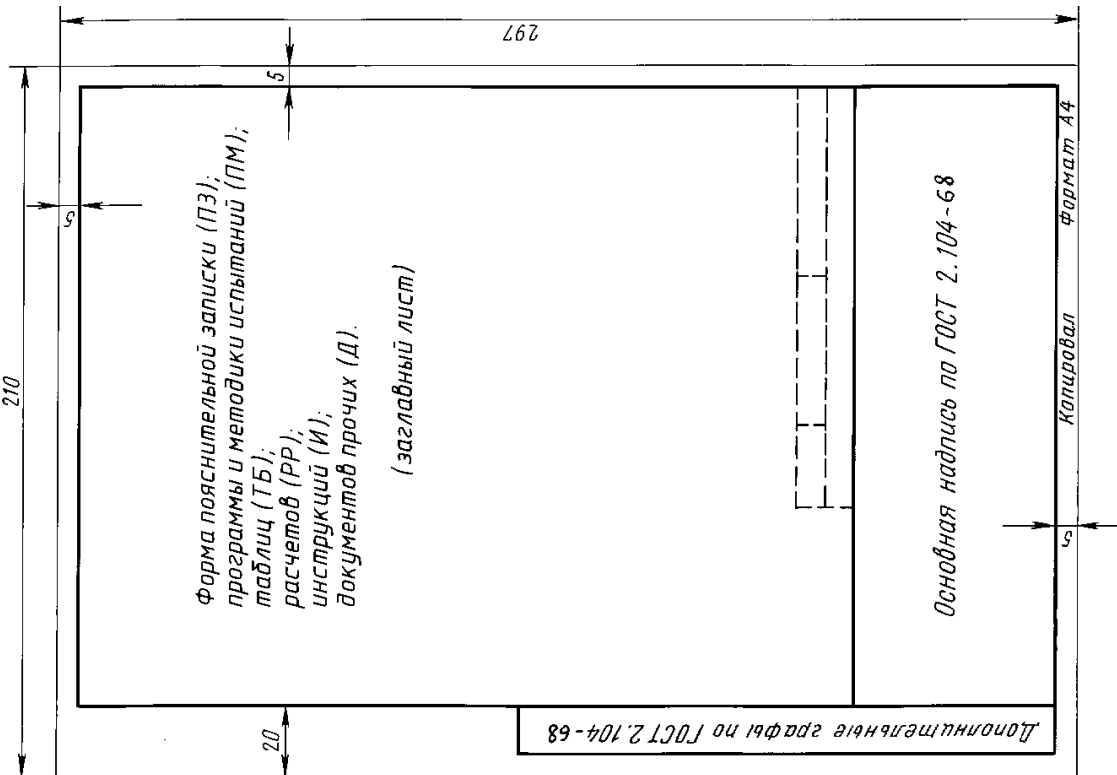 297
5
5
210
Форма пояснительной записки (ПЗ);
программы и методики испытаний (ПМ);
таблиц (ТБ);
расчетов (РР);
инструкций (И);
документов прочих (Д).
(заглавный лист)
Основная надпись по ГОСТ 2.104-68
Копировал Формат А4
5
20
Дополнительные графы по ГОСТ 2.104-68